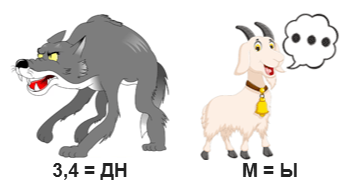 3,4 = ДН
М = Ы